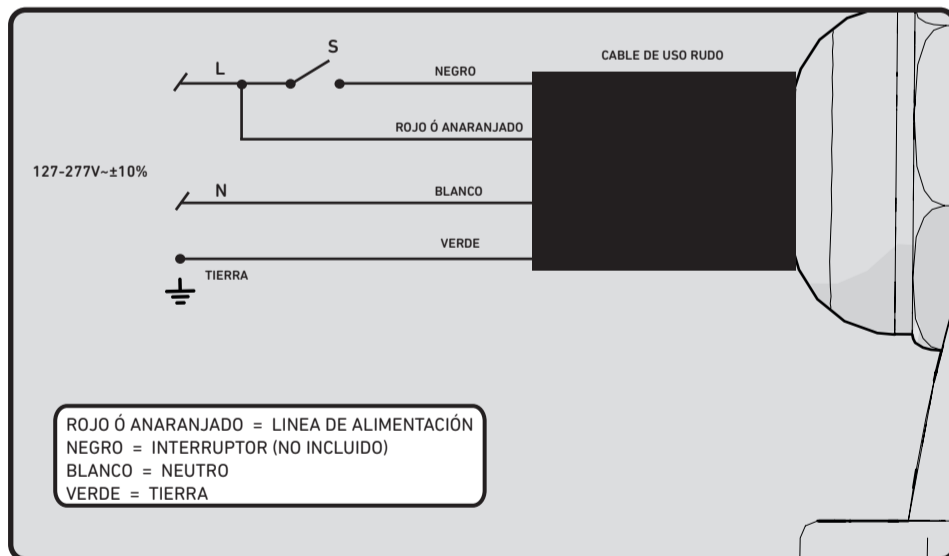 S
CABLE DE USO RUDO
L
NEGRO
ROJO Ó ANARANJADO
127-277V~±10%
N
BLANCO
VERDE
TIERRA
ROJO Ó ANARANJADO = LINEA DE ALIMENTACIÓN
NEGRO = INTERRUPTOR (NO INCLUIDO)
BLANCO = NEUTRO
VERDE = TIERRA